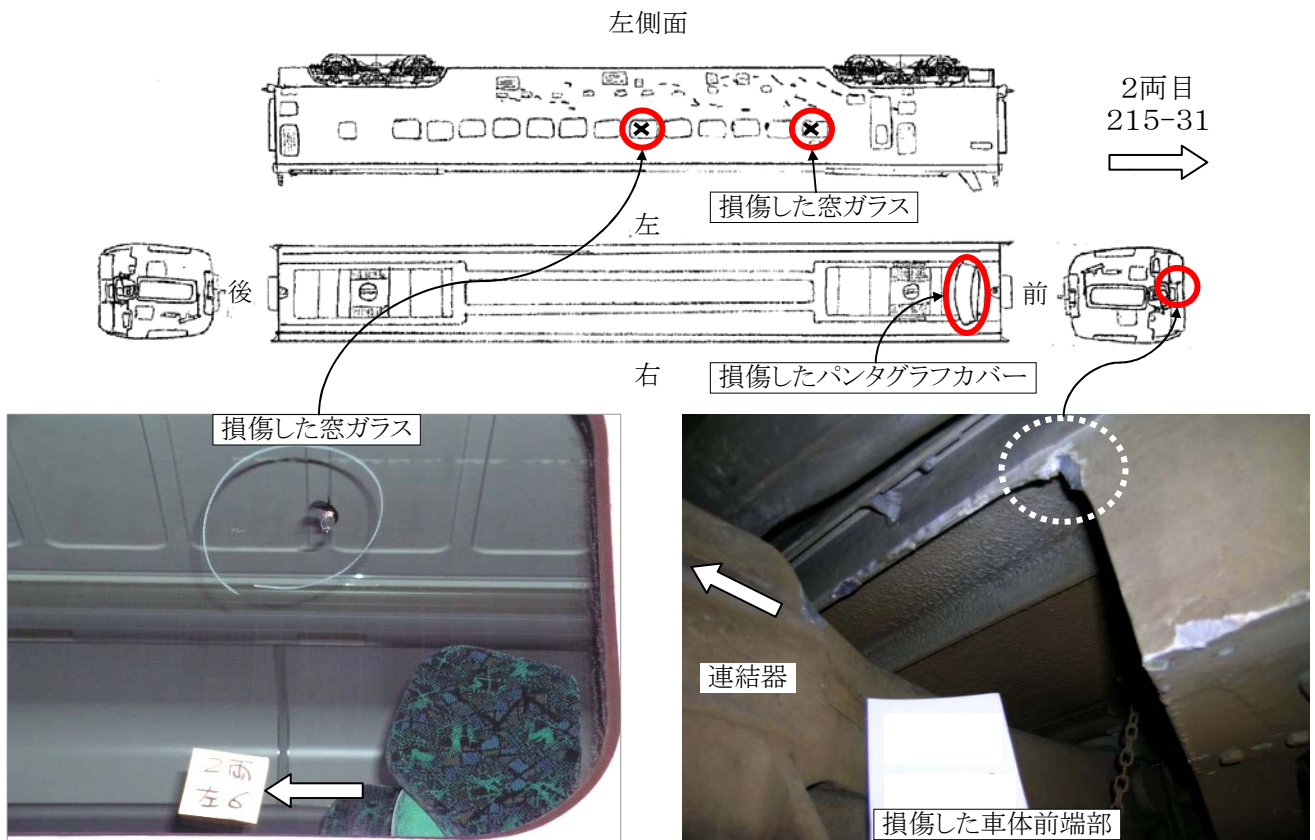 左側面
2両目
215-31
損傷した窓ガラス
左
後
前
右
損傷したパンタグラフカバー
損傷した窓ガラス
連結器
2両
左6
損傷した車体前端部